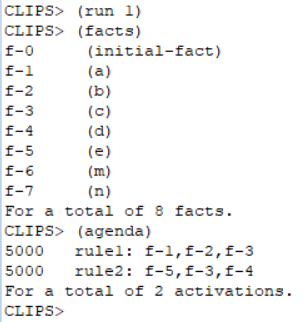 CLIPS> (run 1)
CLIPS> (facts)
f-0     (initial-fact)
f-1     (a)
f-2     (b)
f-3     (c)
f-4     (d)
f-5     (e)
f-6     (m)
f-7     (n)
For a total of 8 facts.
CLIPS> (agenda)
5000   rule1: f-1,f-2,f-3
5000   rule2: f-5,f-3,f-4
For a total of 2 activations.
CLIPS>